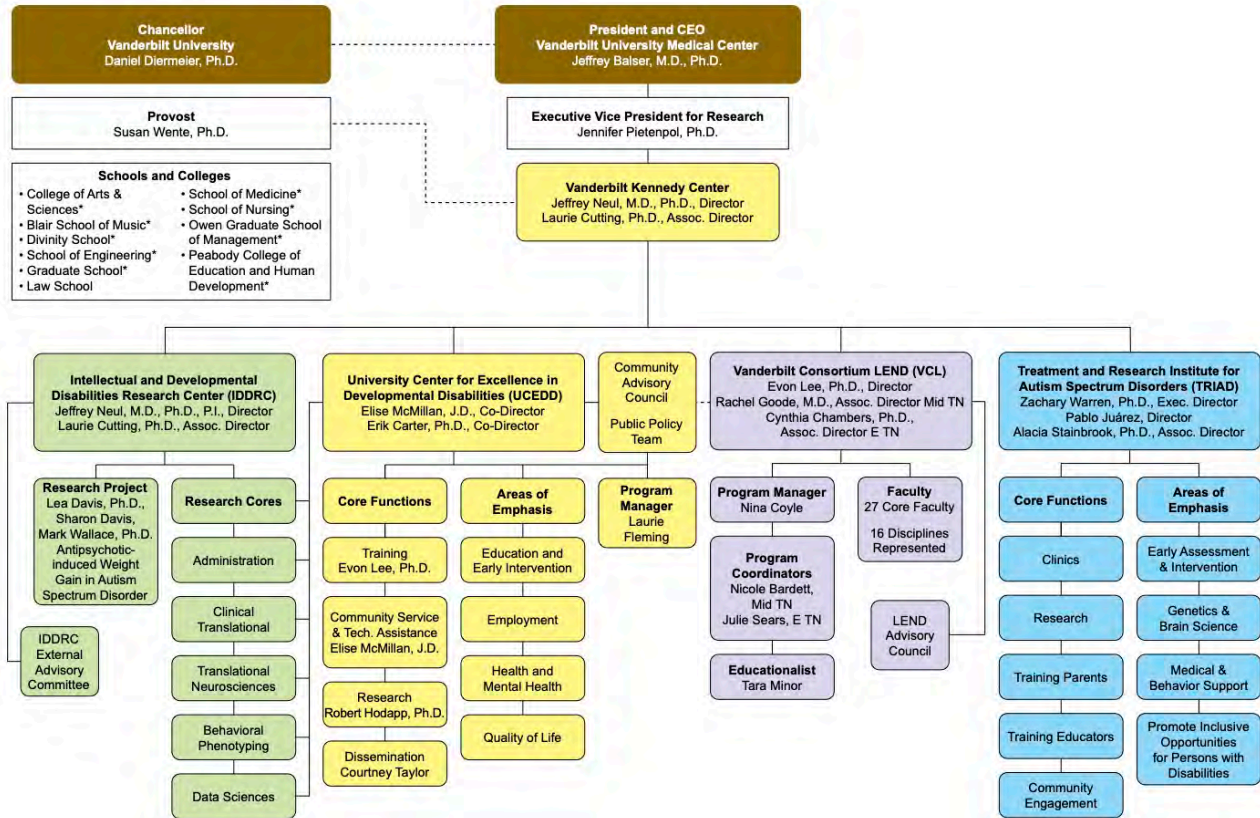 Chancellor
Vanderbilt University
Daniel Diermeier, Ph.D.
President and CEO
Vanderbilt University Medical Center
Jeffrey Balser, M.D., Ph.D.
Provost
Susan Wente, Ph.D.
Executive Vice President for Research
Jennifer Pietenpol, Ph.D.
Schools and Colleges
• College of Arts &
Sciences*
• Blair School of Music*
• Divinity School*
• School of Engineering*
• Graduate School*
• Law School
• School of Medicine*
• School of Nursing*
• Owen Graduate School
of Management*
• Peabody College of
Education and Human
Development*
Vanderbilt Kennedy Center
Jeffrey Neul, M.D., Ph.D., Director
Laurie Cutting, Ph.D., Assoc. Director
Intellectual and Developmental
Disabilities Research Center (IDDRC)
Jeffrey Neul, M.D., Ph.D., P.I., Director
Laurie Cutting, Ph.D., Assoc. Director
Research Project
Lea Davis, Ph.D.,
Sharon Davis,
Mark Wallace, Ph.D.
Antipsychotic-
induced Weight
Gain in Autism
Spectrum Disorder
IDDRC
External
Advisory
Committee
Research Cores
Administration
Clinical
Translational
Translational
Neurosciences
Behavioral
Phenotyping
Data Sciences
University Center for Excellence in
Developmental Disabilities (UCEDD)
Elise McMillan, J.D., Co-Director
Erik Carter, Ph.D., Co-Director
Community
Advisory
Council
Public Policy
Team
Core Functions
Training
Evon Lee, Ph.D.
Community Service
& Tech. Assistance
Elise McMillan, J.D.
Research
Robert Hodapp, Ph.D.
Dissemination
Courtney Taylor
Areas of
Emphasis
Education and
Early Intervention
Employment
Health and
Mental Health
Quality of Life
Program
Manager
Laurie
Fleming
Vanderbilt Consortium LEND (VCL)
Evon Lee, Ph.D., Director
Rachel Goode, M.D., Associate Director Mid TN
Cynthia Chambers, Ph.D.,
Assoc. Director E TN
Program Manager
Nina Coyle
Program
Coordinators
Nicole Bardett,
Mid TN
Julie Sears, E TN
Educationalist
Tara Minor
Faculty
27 Core Faculty
16 Disciplines
Represented
LEND
Advisory
Council
Treatment and Research Institute for
Autism Spectrum Disorders (TRIAD)
Zachary Warren, Ph.D., Exec. Director
Pablo Juárez, Director
Alacia Stainbrook, Ph.D., Assoc. Director
Core Functions
Clinics
Research
Training Parents
Training Educators
Community
Engagement
Areas of
Emphasis
Early Assessment
& Intervention
Genetics &
Brain Science
Medical &
Behavior Support
Promote Inclusive
Opportunities
for Persons with
Disabilities